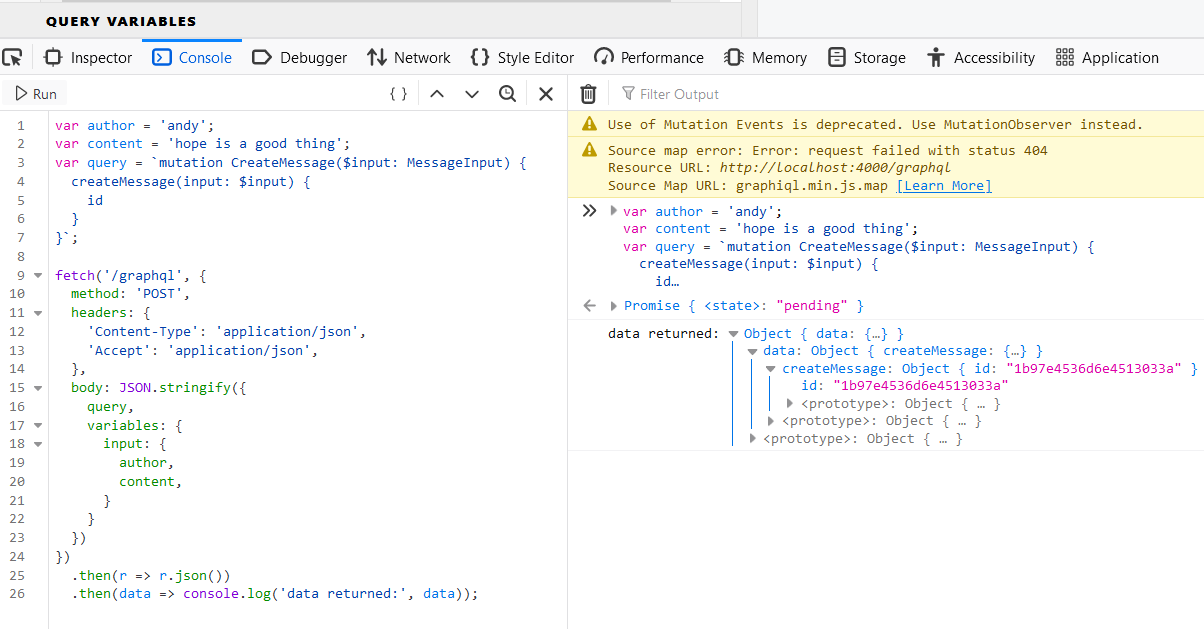 QUERY VARIABLES
Inspector Console Debugger Network {} Style Editor Performance Memory Storage Accessibility Application
Run { }
Filter Output
1 var author = 'andy';
2 var content = 'hope is a good thing';
3 var query = `mutation CreateMessage($input: MessageInput) {
4 createMessage(input: $input) {
5 id
6 }
7 }`;
8
9 fetch('/graphql', {
10 method: 'POST',
11 headers: {
12 'Content-Type': 'application/json',
13 'Accept': 'application/json',
14 },
15 body: JSON.stringify({
16 query,
17 variables: {
18 input: {
19 author,
20 content,
21 }
22 }
23 })
24 })
25 .then(r => r.json())
26 .then(data => console.log('data returned:', data));
Use of Mutation Events is deprecated. Use MutationObserver instead.
Source map error: Error: request failed with status 404
Resource URL: http://localhost:4000/graphql
Source Map URL: graphiql.min.js.map [Learn More]
var author = 'andy';
var content = 'hope is a good thing';
var query = `mutation CreateMessage($input: MessageInput) {
createMessage(input: $input) {
id…
Promise { <state>: "pending" }
data returned: Object { data: {…} }
data: Object { createMessage: {…} }
createMessage: Object { id: "1b97e4536d6e4513033a" }
id: "1b97e4536d6e4513033a"
<prototype>: Object { … }
<prototype>: Object { … }
<prototype>: Object { … }